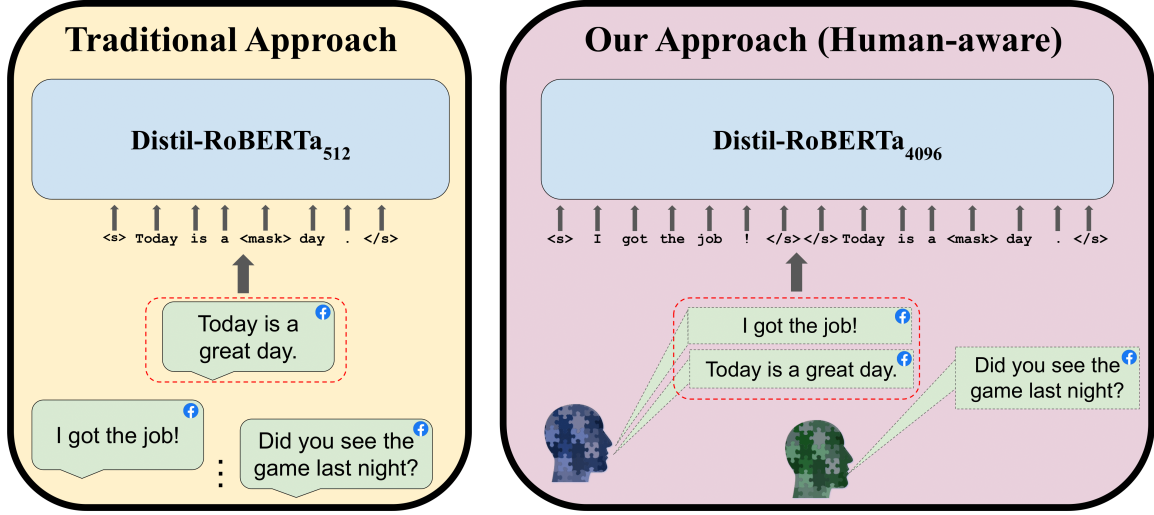 Traditional Approach
Distil-RoBERTa512
<s> Today is a <mask> day . </s>
Today is a
great day.
I got the job!
Did you see the
game last night?
Our Approach (Human-aware)
Distil-RoBERTa4096
<s> I got the job ! </s></s> Today is a <mask> day . </s>
I got the job!
Today is a great day.
Did you see the
game last night?